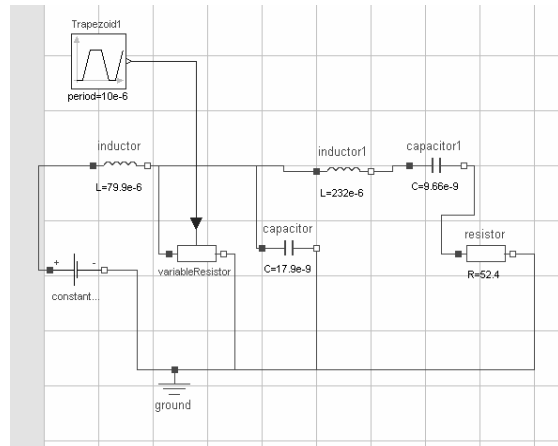 Trapezoid1
period=10e-6
inductor
L=79.9e-6
inductor1
L=232e-6
capacitor1
C=9.66e-9
capacitor
C=17.9e-9
variableResistor
resistor
R=52.4
+ -
constant...
ground